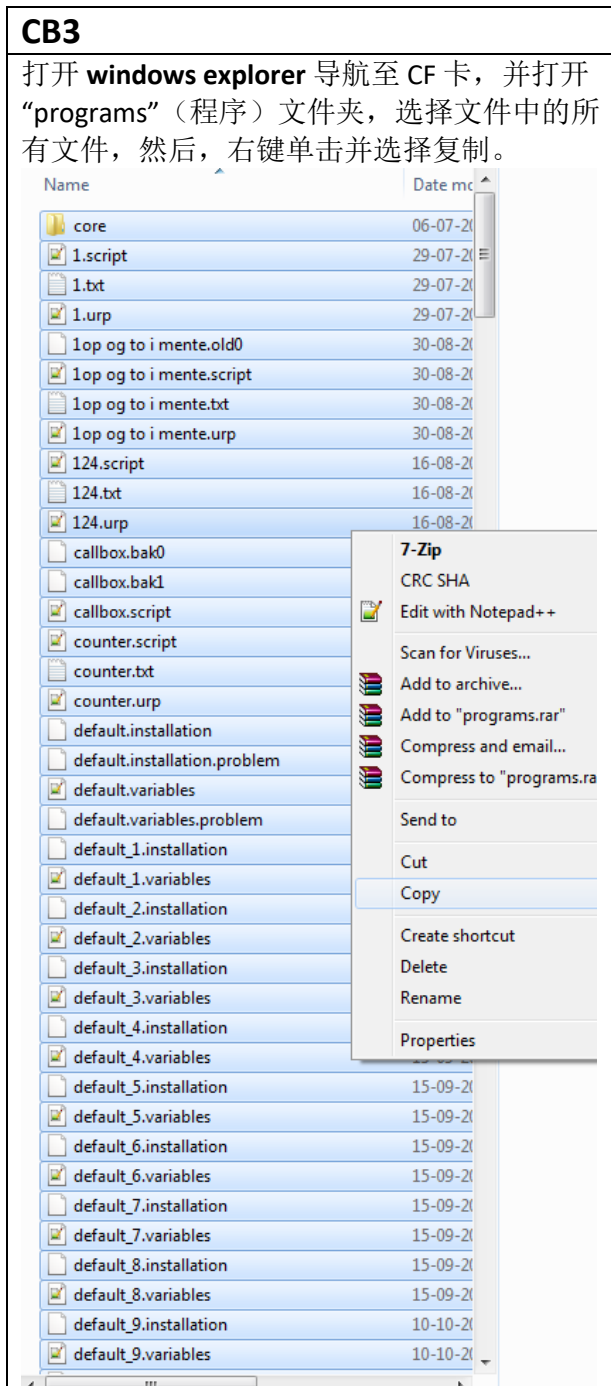 CB3
打开 windows explorer 导航至 CF 卡，并打开
“programs”（程序）文件夹，选择文件中的所
有文件，然后，右键单击并选择复制。
Name Date mo
core 06-07-20
1.script 29-07-20
1.txt 29-07-20
1.urp 29-07-20
1op og to i mente.old0 30-08-20
1op og to i mente.script 30-08-20
1op og to i mente.txt 30-08-20
1op og to i mente.urp 30-08-20
124.script 16-08-20
124.txt 16-08-20
124.urp 16-08-20
callbox.bak0
callbox.bak1
callbox.script
counter.script
counter.txt
counter.urp
default.installation
default.installation.problem
default.variables
default.variables.problem
default_1.installation
default_1.variables
default_2.installation
default_2.variables
default_3.installation
default_3.variables
default_4.installation
default_4.variables
default_5.installation 15-09-20
default_5.variables 15-09-20
default_6.installation 15-09-20
default_6.variables 15-09-20
default_7.installation 15-09-20
default_7.variables 15-09-20
default_8.installation 15-09-20
default_8.variables 15-09-20
default_9.installation 10-10-20
default_9.variables 10-10-20
7-Zip
CRC SHA
Edit with Notepad++
Scan for Viruses...
Add to archive...
Add to "programs.rar"
Compress and email...
Compress to "programs.ra
Send to
Cut
Copy
Create shortcut
Delete
Rename
Properties